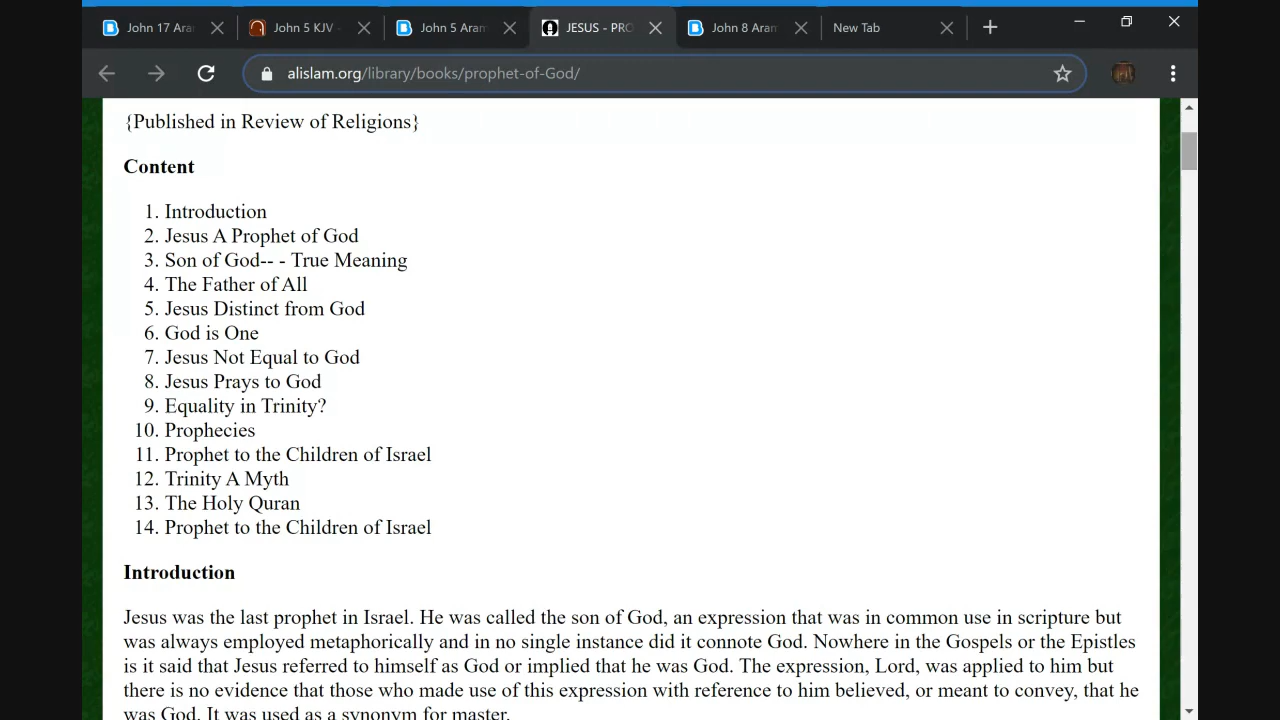 John 17 Ara
John 5 KJV -
John 5 Aram
JESUS - PRO
John 8 Aram
New Tab
alislam.org/library/books/prophet-of-God/
{Published in Review of Religions}
Content
1. Introduction
2. Jesus A Prophet of God
3. Son of God-- - True Meaning
4. The Father of All
5. Jesus Distinct from God
6. God is One
7. Jesus Not Equal to God
8. Jesus Prays to God
9. Equality in Trinity?
10. Prophecies
11. Prophet to the Children of Israel
12. Trinity A Myth
13. The Holy Quran
14. Prophet to the Children of Israel
Introduction
Jesus was the last prophet in Israel. He was called the son of God, an expression that was in common use in scripture but
was always employed metaphorically and in no single instance did it connote God. Nowhere in the Gospels or the Epistles
is it said that Jesus referred to himself as God or implied that he was God. The expression, Lord, was applied to him but
there is no evidence that those who made use of this expression with reference to him believed, or meant to convey, that he
was God. It was used as a synonym for master.